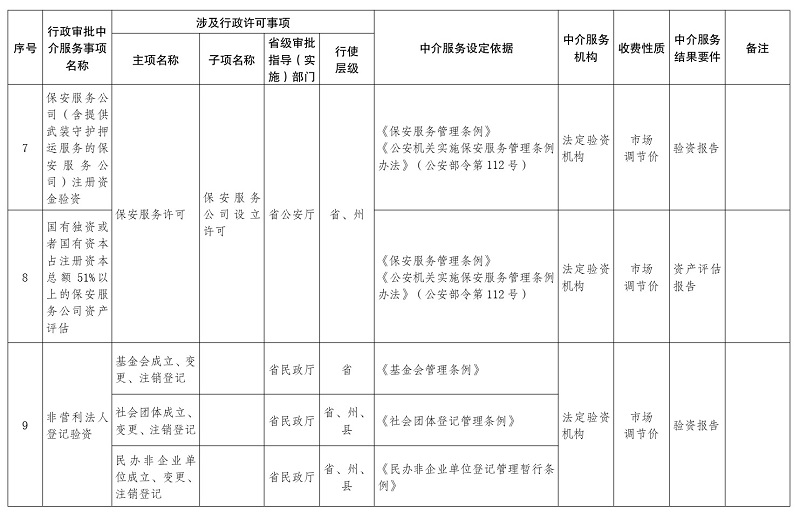 序号
行政审批中
介服务事项
名称
涉及行政许可事项
主项名称
子项名称
省级审批
指导（实
施）部门
行使
层级
中介服务设定依据
中介服务
机构
收费性质
中介服务
结果要件
备注
7
保安服务公
司（含提供
武装守护押
运服务的保
安服务公
司）注册资
金验资
保安服务许可
保安服务
公司设立
许可
省公安厅
省、州
《保安服务管理条例》
《公安机关实施保安服务管理条例
办法》（公安部令第112号）
法定验资
机构
市场
调节价
验资报告
8
国有独资或
者国有资本
占注册资本
总额51%以
上的保安服
务公司资产
评估
《保安服务管理条例》
《公安机关实施保安服务管理条例
办法》（公安部令第112号）
法定验资
机构
市场
调节价
资产评估
报告
9
非营利法人
登记验资
基金会成立、变
更、注销登记
省民政厅
省
《基金会管理条例》
社会团体成立、
变更、注销登记
省民政厅
省、州、
县
《社会团体登记管理条例》
民办非企业单
位成立、变更、
注销登记
省民政厅
省、州、
县
《民办非企业单位登记管理暂行条
例》
法定验资
机构
市场
调节价
验资报告